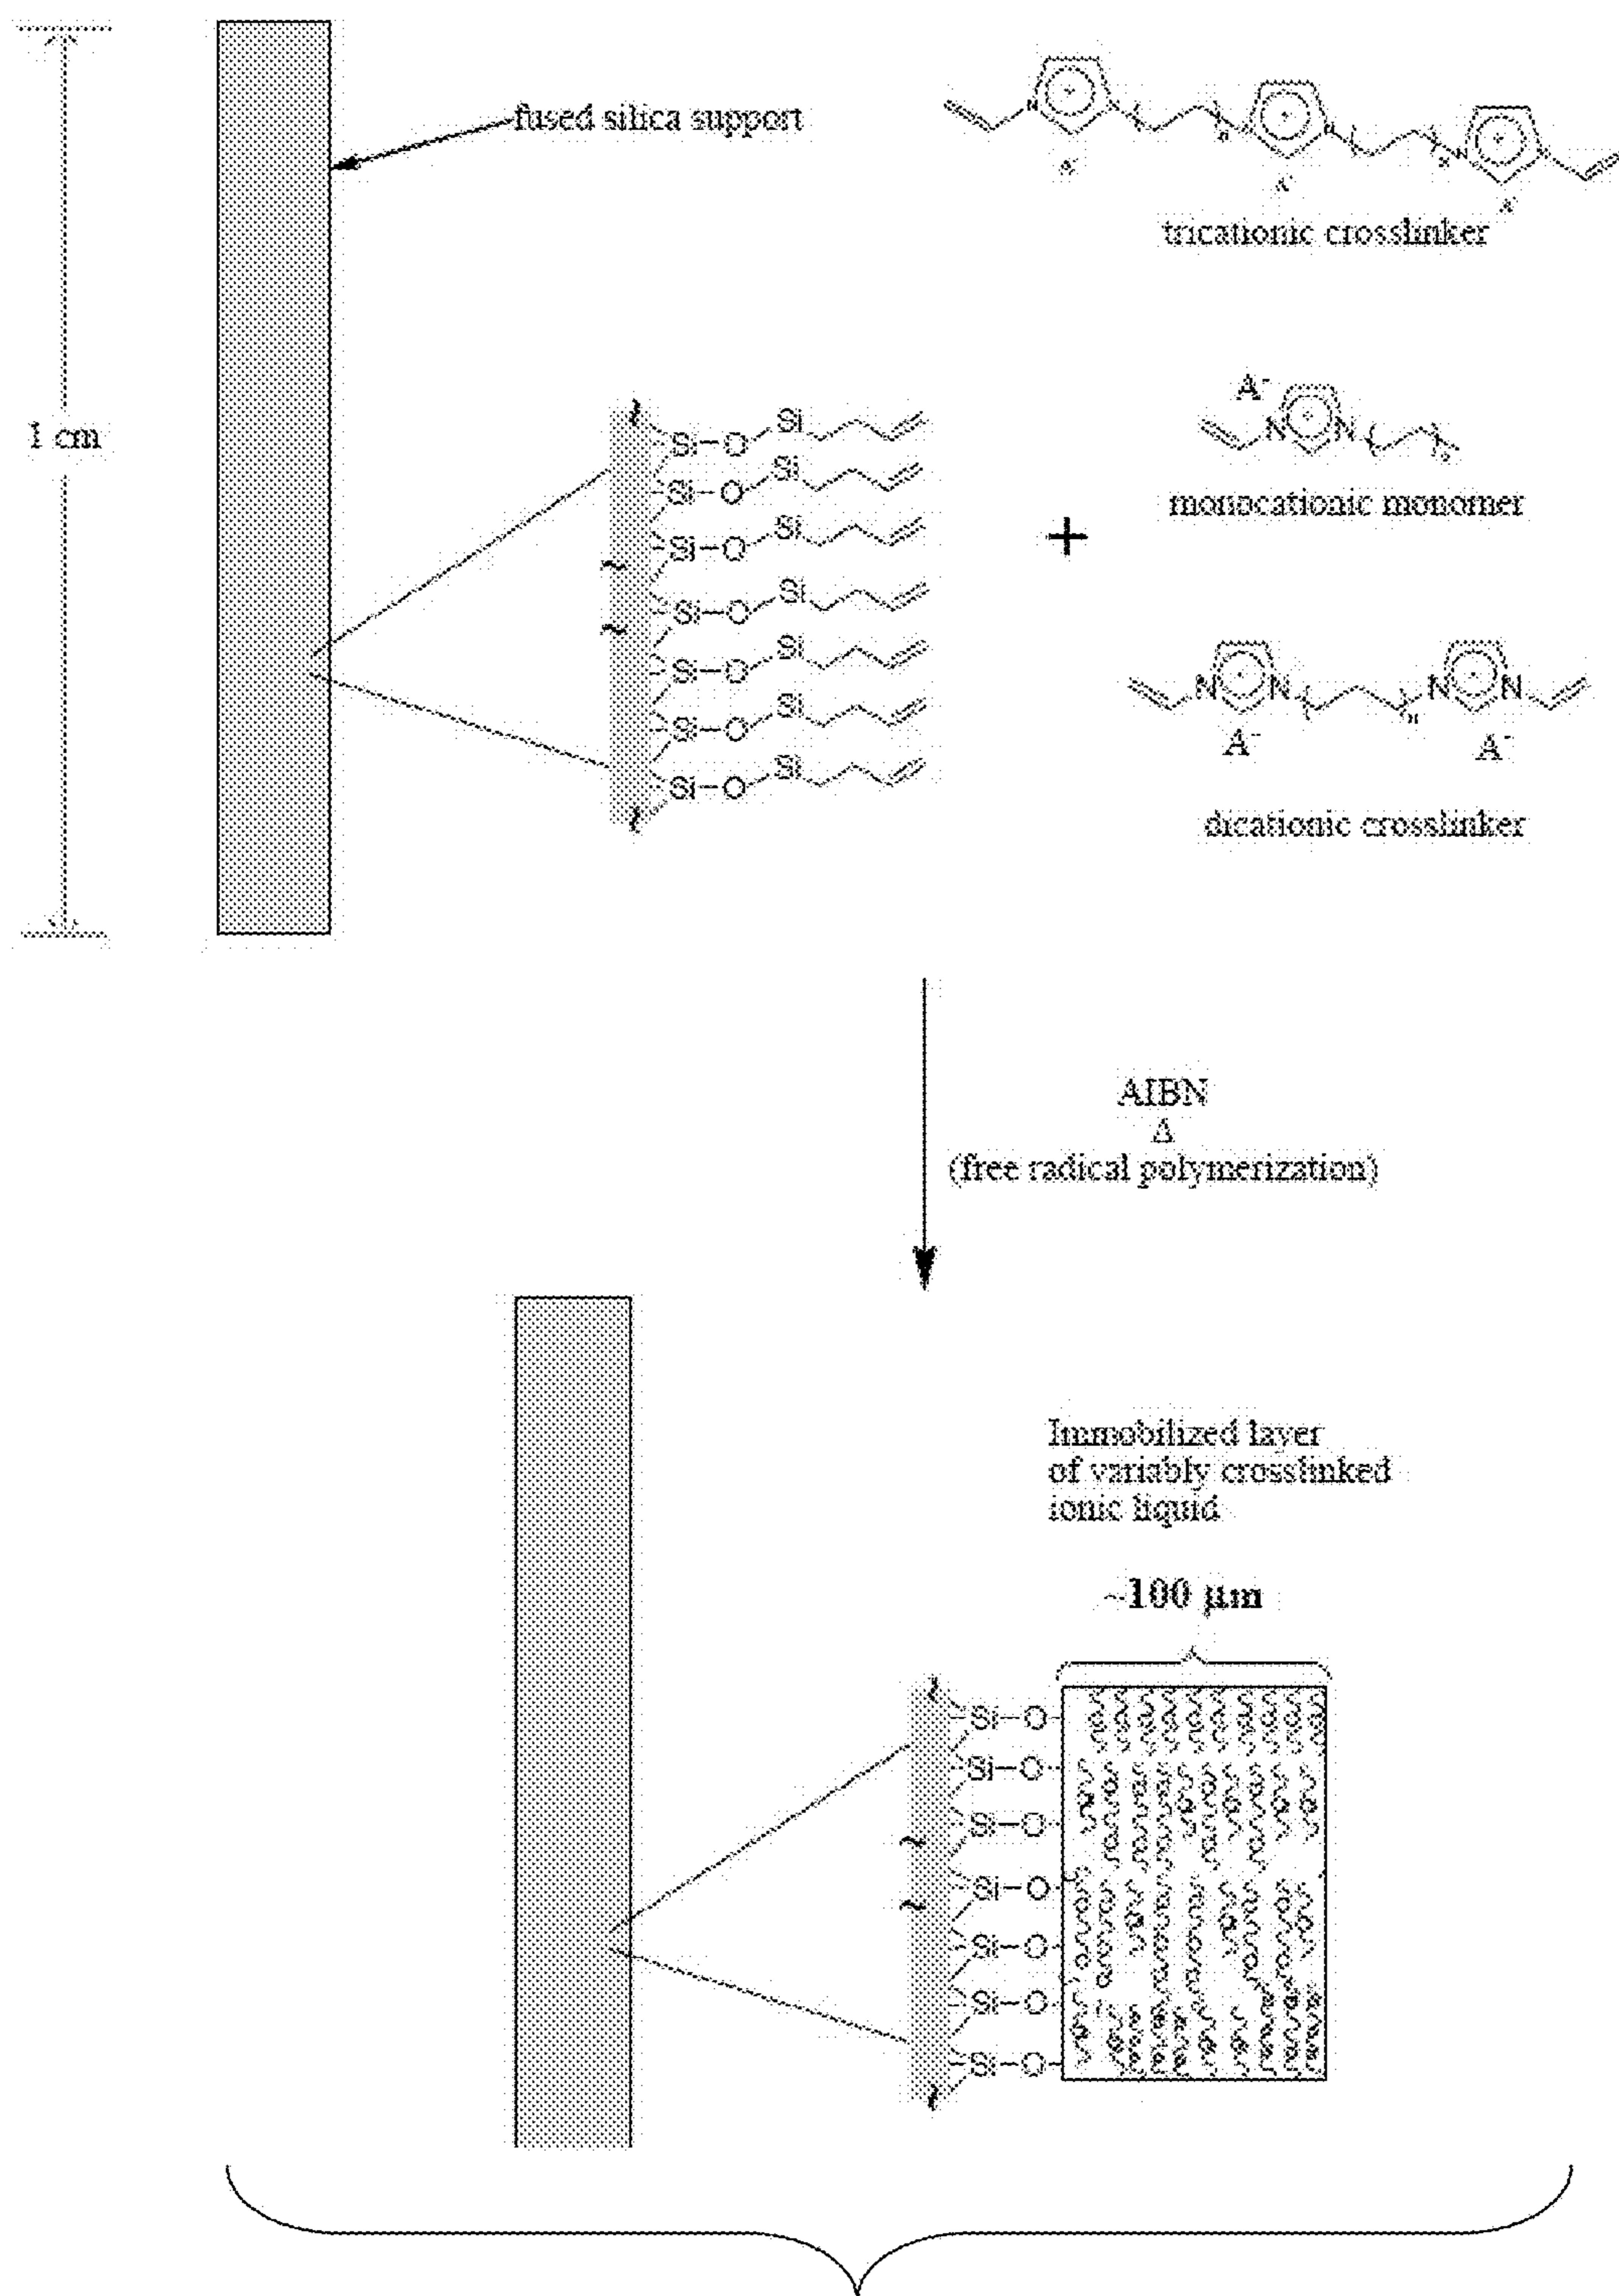 fused silica support
tricationic crosslinker
1 cm
A-
monocationic monomer
+
Si-O Si
Si-O Si
Si-O Si
Si-O Si
Si-O Si
Si-O Si
Si-O Si
N N
N N N N
A- A-
dicationic crosslinker
AIBN
Δ
(free radical polymerization)
Immobilized layer
of variably crosslinked
ionic liquid
~100 µm
Si-O
Si-O
Si-O
Si-O
Si-O
Si-O
Si-O